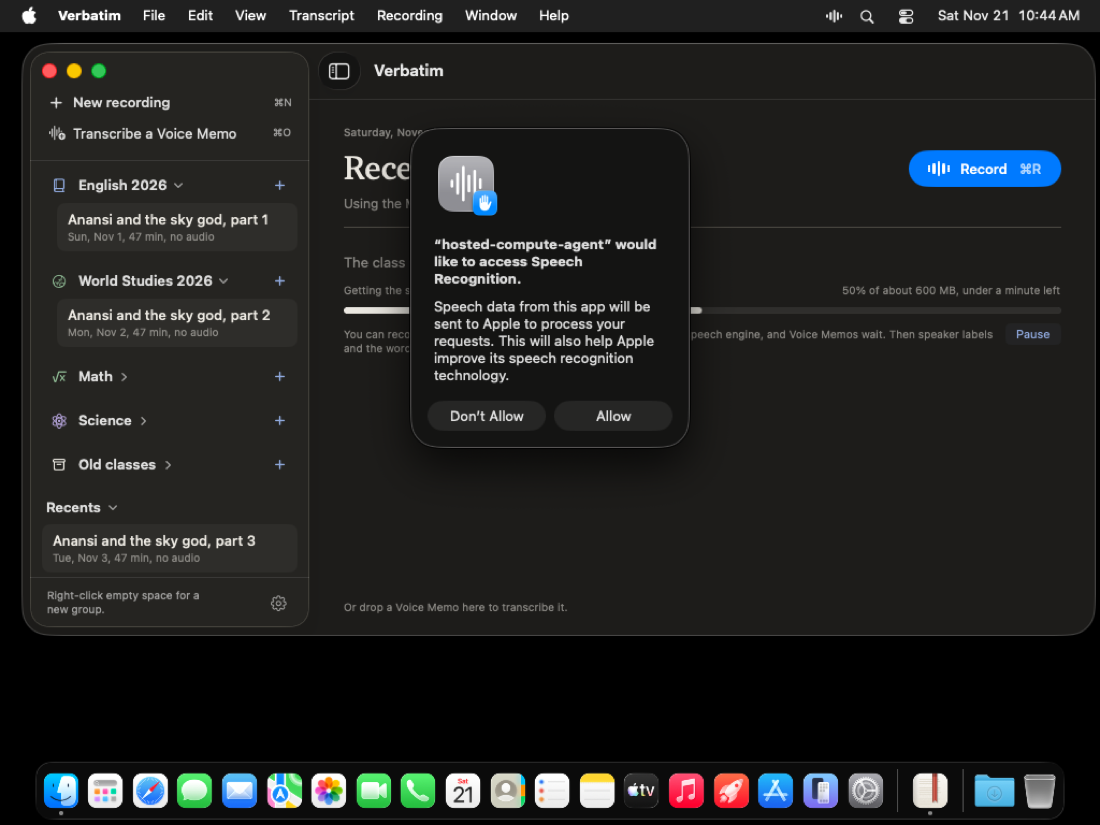 Verbatim File Edit View Transcript Recording Window Help Sat Nov 21 10:44 AM
New recording ⌘N
Transcribe a Voice Memo ⌘O
English 2026
Anansi and the sky god, part 1
Sun, Nov 1, 47 min, no audio
World Studies 2026
Anansi and the sky god, part 2
Mon, Nov 2, 47 min, no audio
Math
Science
Old classes
Recents
Anansi and the sky god, part 3
Tue, Nov 3, 47 min, no audio
Right-click empty space for a
new group.
Verbatim
Saturday,
Record ⌘R
Using the
The class
Getting the
50% of about 600 MB, under a minute left
You can
engine, and Voice Memos wait. Then speaker labels
and the
Pause
Or drop a Voice Memo here to transcribe it.
“hosted-compute-agent” would
like to access Speech
Recognition.
Speech data from this app will be
sent to Apple to process your
requests. This will also help Apple
improve its speech recognition
technology.
Don’t Allow Allow
Sat
21
tv